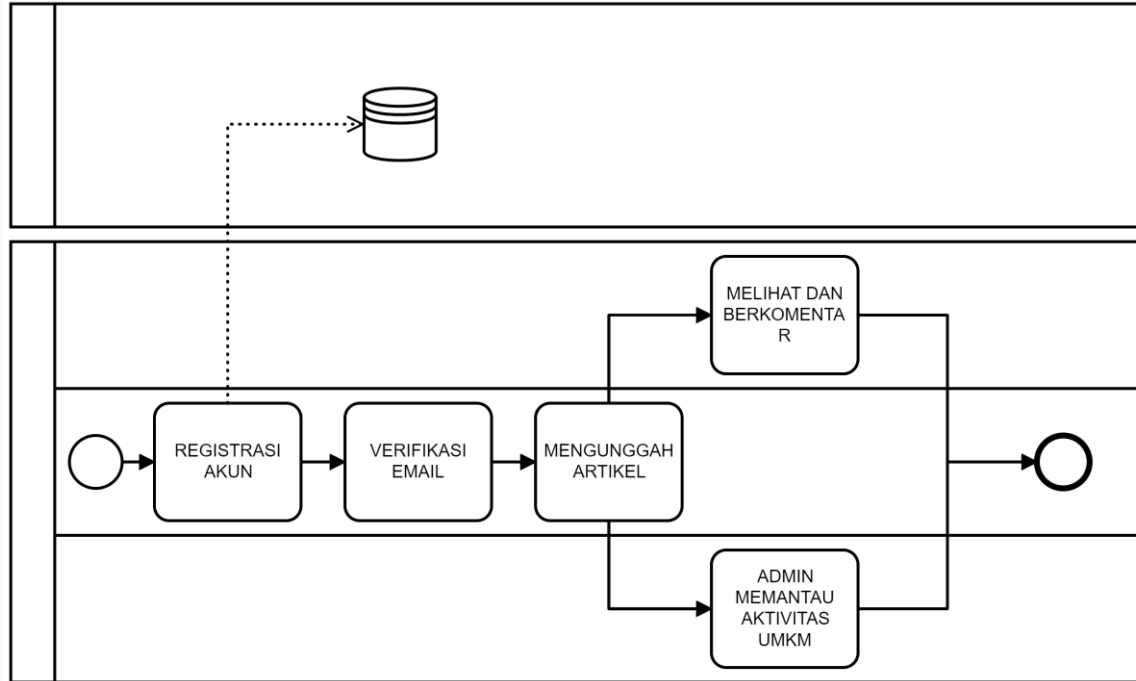 MELIHAT DAN
BERKOMENTA
R
REGISTRASI
AKUN
VERIFIKASI
EMAIL
MENGUNGGAH
ARTIKEL
ADMIN
MEMANTAU
AKTIVITAS
UMKM